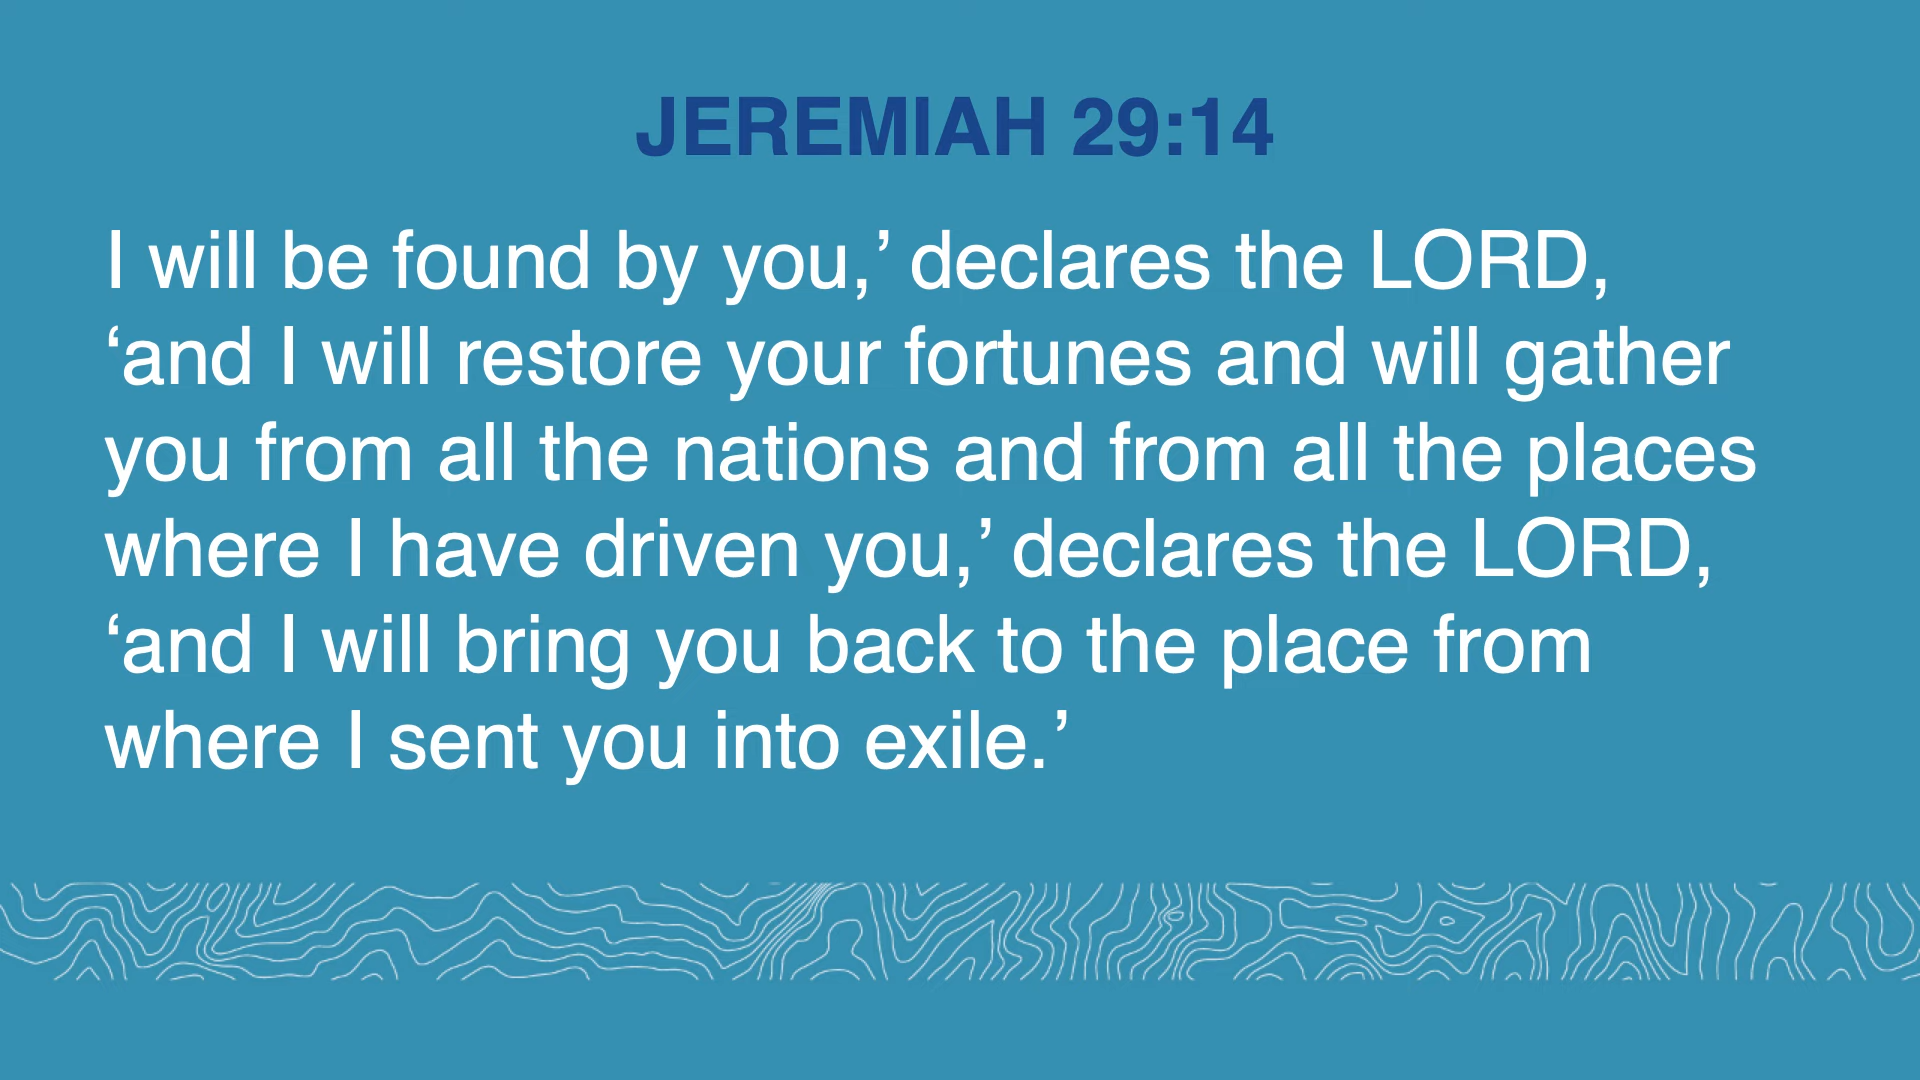 JEREMIAH 29:14
I will be found by you,’ declares the LORD,
‘and I will restore your fortunes and will gather
you from all the nations and from all the places
where I have driven you,’ declares the LORD,
‘and I will bring you back to the place from
where I sent you into exile.’